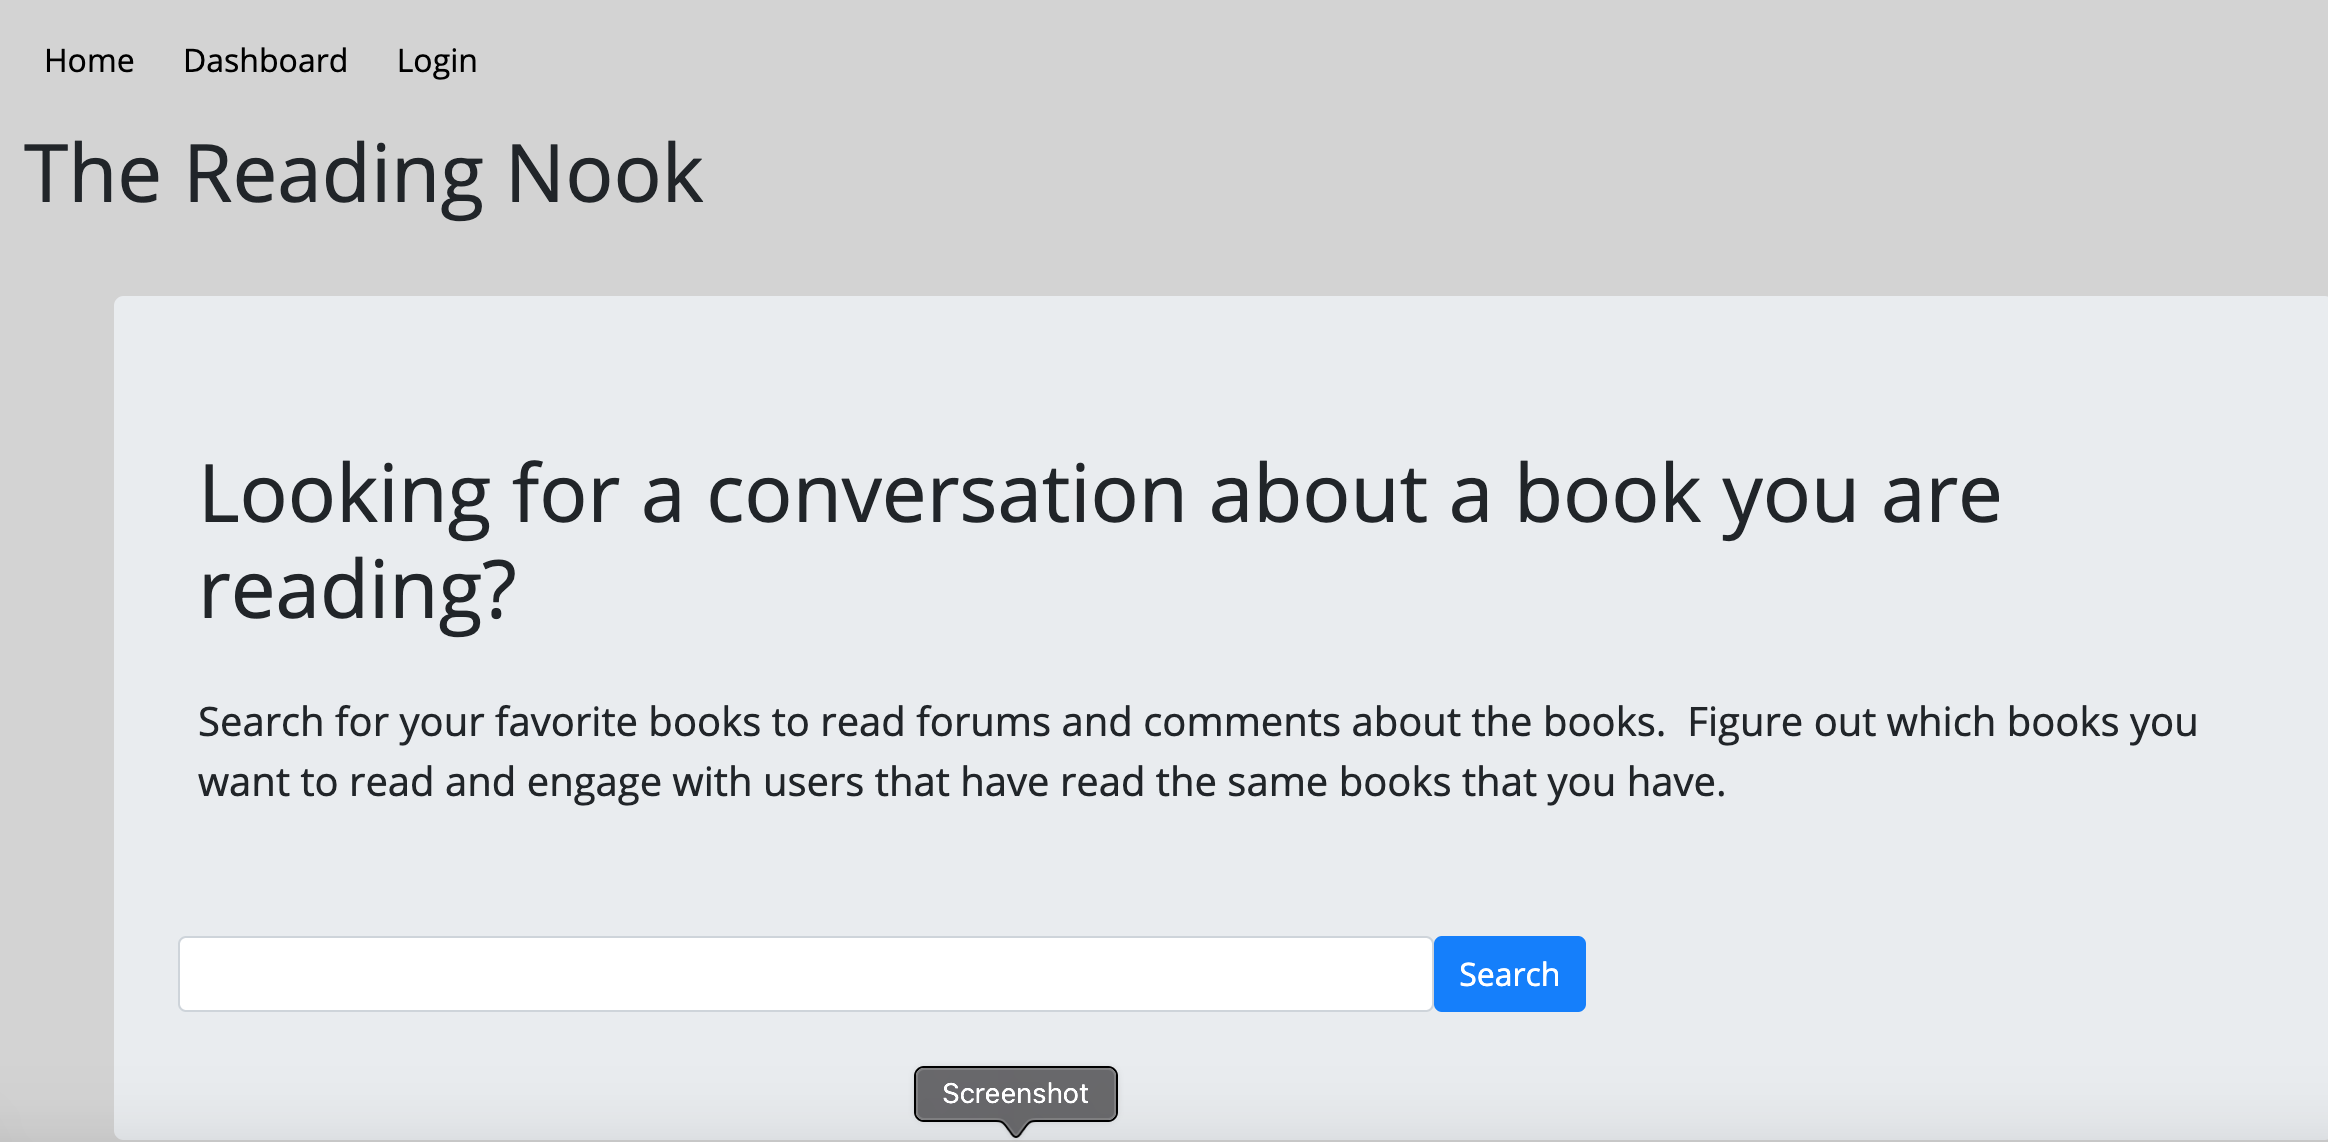 Home Dashboard Login
The Reading Nook
Looking for a conversation about a book you are
reading?
Search for your favorite books to read forums and comments about the books.  Figure out which books you
want to read and engage with users that have read the same books that you have.
Search
Screenshot